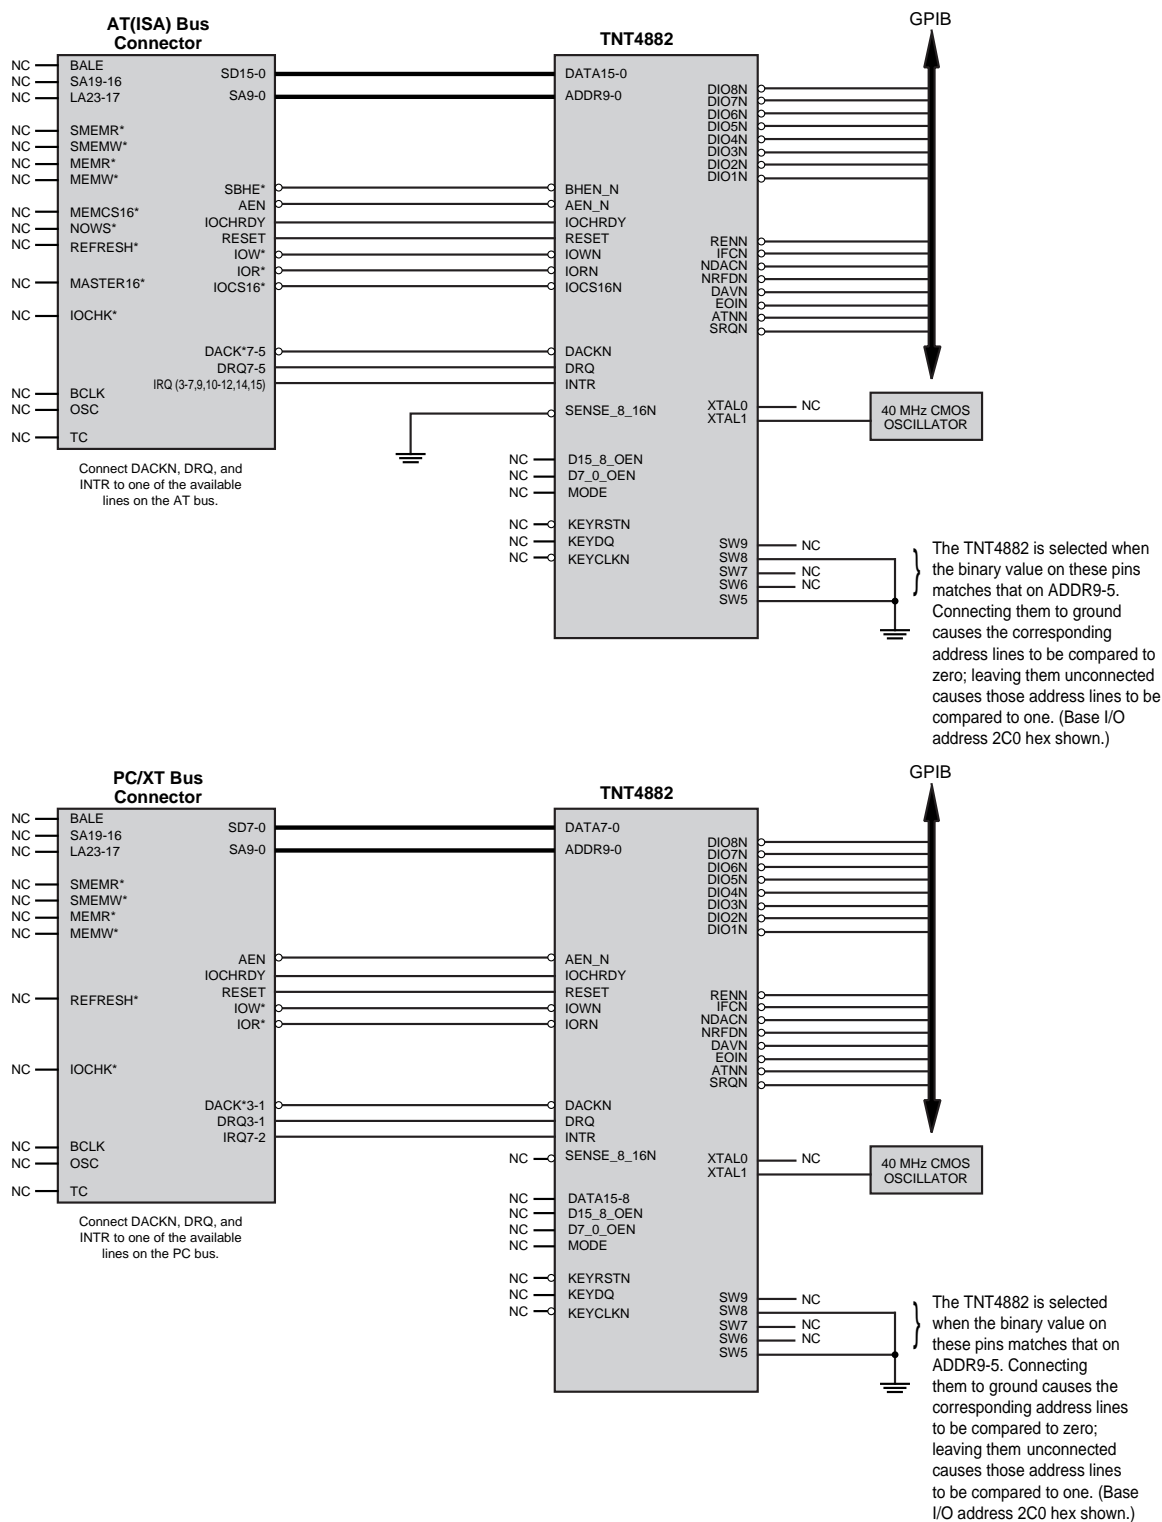 GPIB
AT(ISA) Bus
Connector
TNT4882
NC BALE
NC SA19-16
NC LA23-17
NC SMEMR*
NC SMEMW*
NC MEMR*
NC MEMW*
NC MEMCS16*
NC NOWS*
NC REFRESH*
NC MASTER16*
NC IOCHK*
NC BCLK
NC OSC
NC TC
SD15-0
SA9-0
SBHE*
AEN
IOCHRDY
RESET
IOW*
IOR*
IOCS16*
DACK*7-5
DRQ7-5
IRQ (3-7,9,10-12,14,15)
Connect DACKN, DRQ, and
INTR to one of the available
lines on the AT bus.
DATA15-0
ADDR9-0
BHEN_N
AEN_N
IOCHRDY
RESET
IOWN
IORN
IOCS16N
DACKN
DRQ
INTR
SENSE_8_16N
NC D15_8_OEN
NC D7_0_OEN
NC MODE
NC KEYRSTN
NC KEYDQ
NC KEYCLKN
DIO8N
DIO7N
DIO6N
DIO5N
DIO4N
DIO3N
DIO2N
DIO1N
RENN
IFCN
NDACN
NRFDN
DAVN
EOIN
ATNN
SRQN
XTAL0 NC
XTAL1
40 MHz CMOS
OSCILLATOR
SW9 NC
SW8
SW7 NC
SW6 NC
SW5
}
The TNT4882 is selected when
the binary value on these pins
matches that on ADDR9-5.
Connecting them to ground
causes the corresponding
address lines to be compared to
zero; leaving them unconnected
causes those address lines to be
compared to one. (Base I/O
address 2C0 hex shown.)
GPIB
PC/XT Bus
Connector
TNT4882
NC BALE
NC SA19-16
NC LA23-17
NC SMEMR*
NC SMEMW*
NC MEMR*
NC MEMW*
NC REFRESH*
NC IOCHK*
NC BCLK
NC OSC
NC TC
SD7-0
SA9-0
AEN
IOCHRDY
RESET
IOW*
IOR*
DACK*3-1
DRQ3-1
IRQ7-2
Connect DACKN, DRQ, and
INTR to one of the available
lines on the PC bus.
DATA7-0
ADDR9-0
AEN_N
IOCHRDY
RESET
IOWN
IORN
DACKN
DRQ
INTR
NC SENSE_8_16N
NC DATA15-8
NC D15_8_OEN
NC D7_0_OEN
NC MODE
NC KEYRSTN
NC KEYDQ
NC KEYCLKN
DIO8N
DIO7N
DIO6N
DIO5N
DIO4N
DIO3N
DIO2N
DIO1N
RENN
IFCN
NDACN
NRFDN
DAVN
EOIN
ATNN
SRQN
XTAL0 NC
XTAL1
40 MHz CMOS
OSCILLATOR
SW9 NC
SW8
SW7 NC
SW6 NC
SW5
}
The TNT4882 is selected
when the binary value on
these pins matches that on
ADDR9-5. Connecting
them to ground causes the
corresponding address lines
to be compared to zero;
leaving them unconnected
causes those address lines
to be compared to one. (Base
I/O address 2C0 hex shown.)